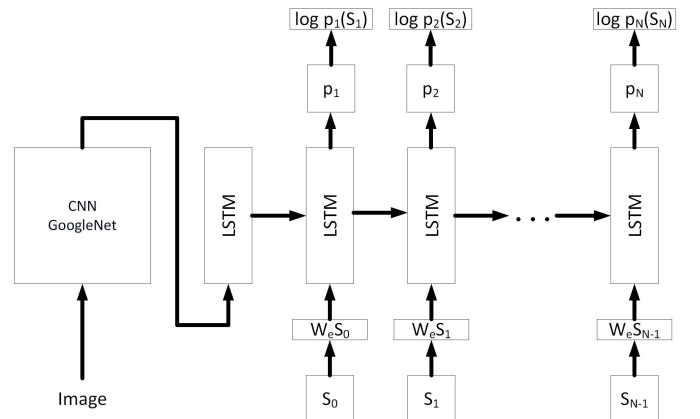 log p₁(S₁) log p₂(S₂) log pN(SN)
p₁ p₂ pN
CNN
GoogleNet
LSTM LSTM LSTM LSTM
. . .
WₑS₀ WₑS₁ WₑSN-1
Image S₀ S₁ SN-1